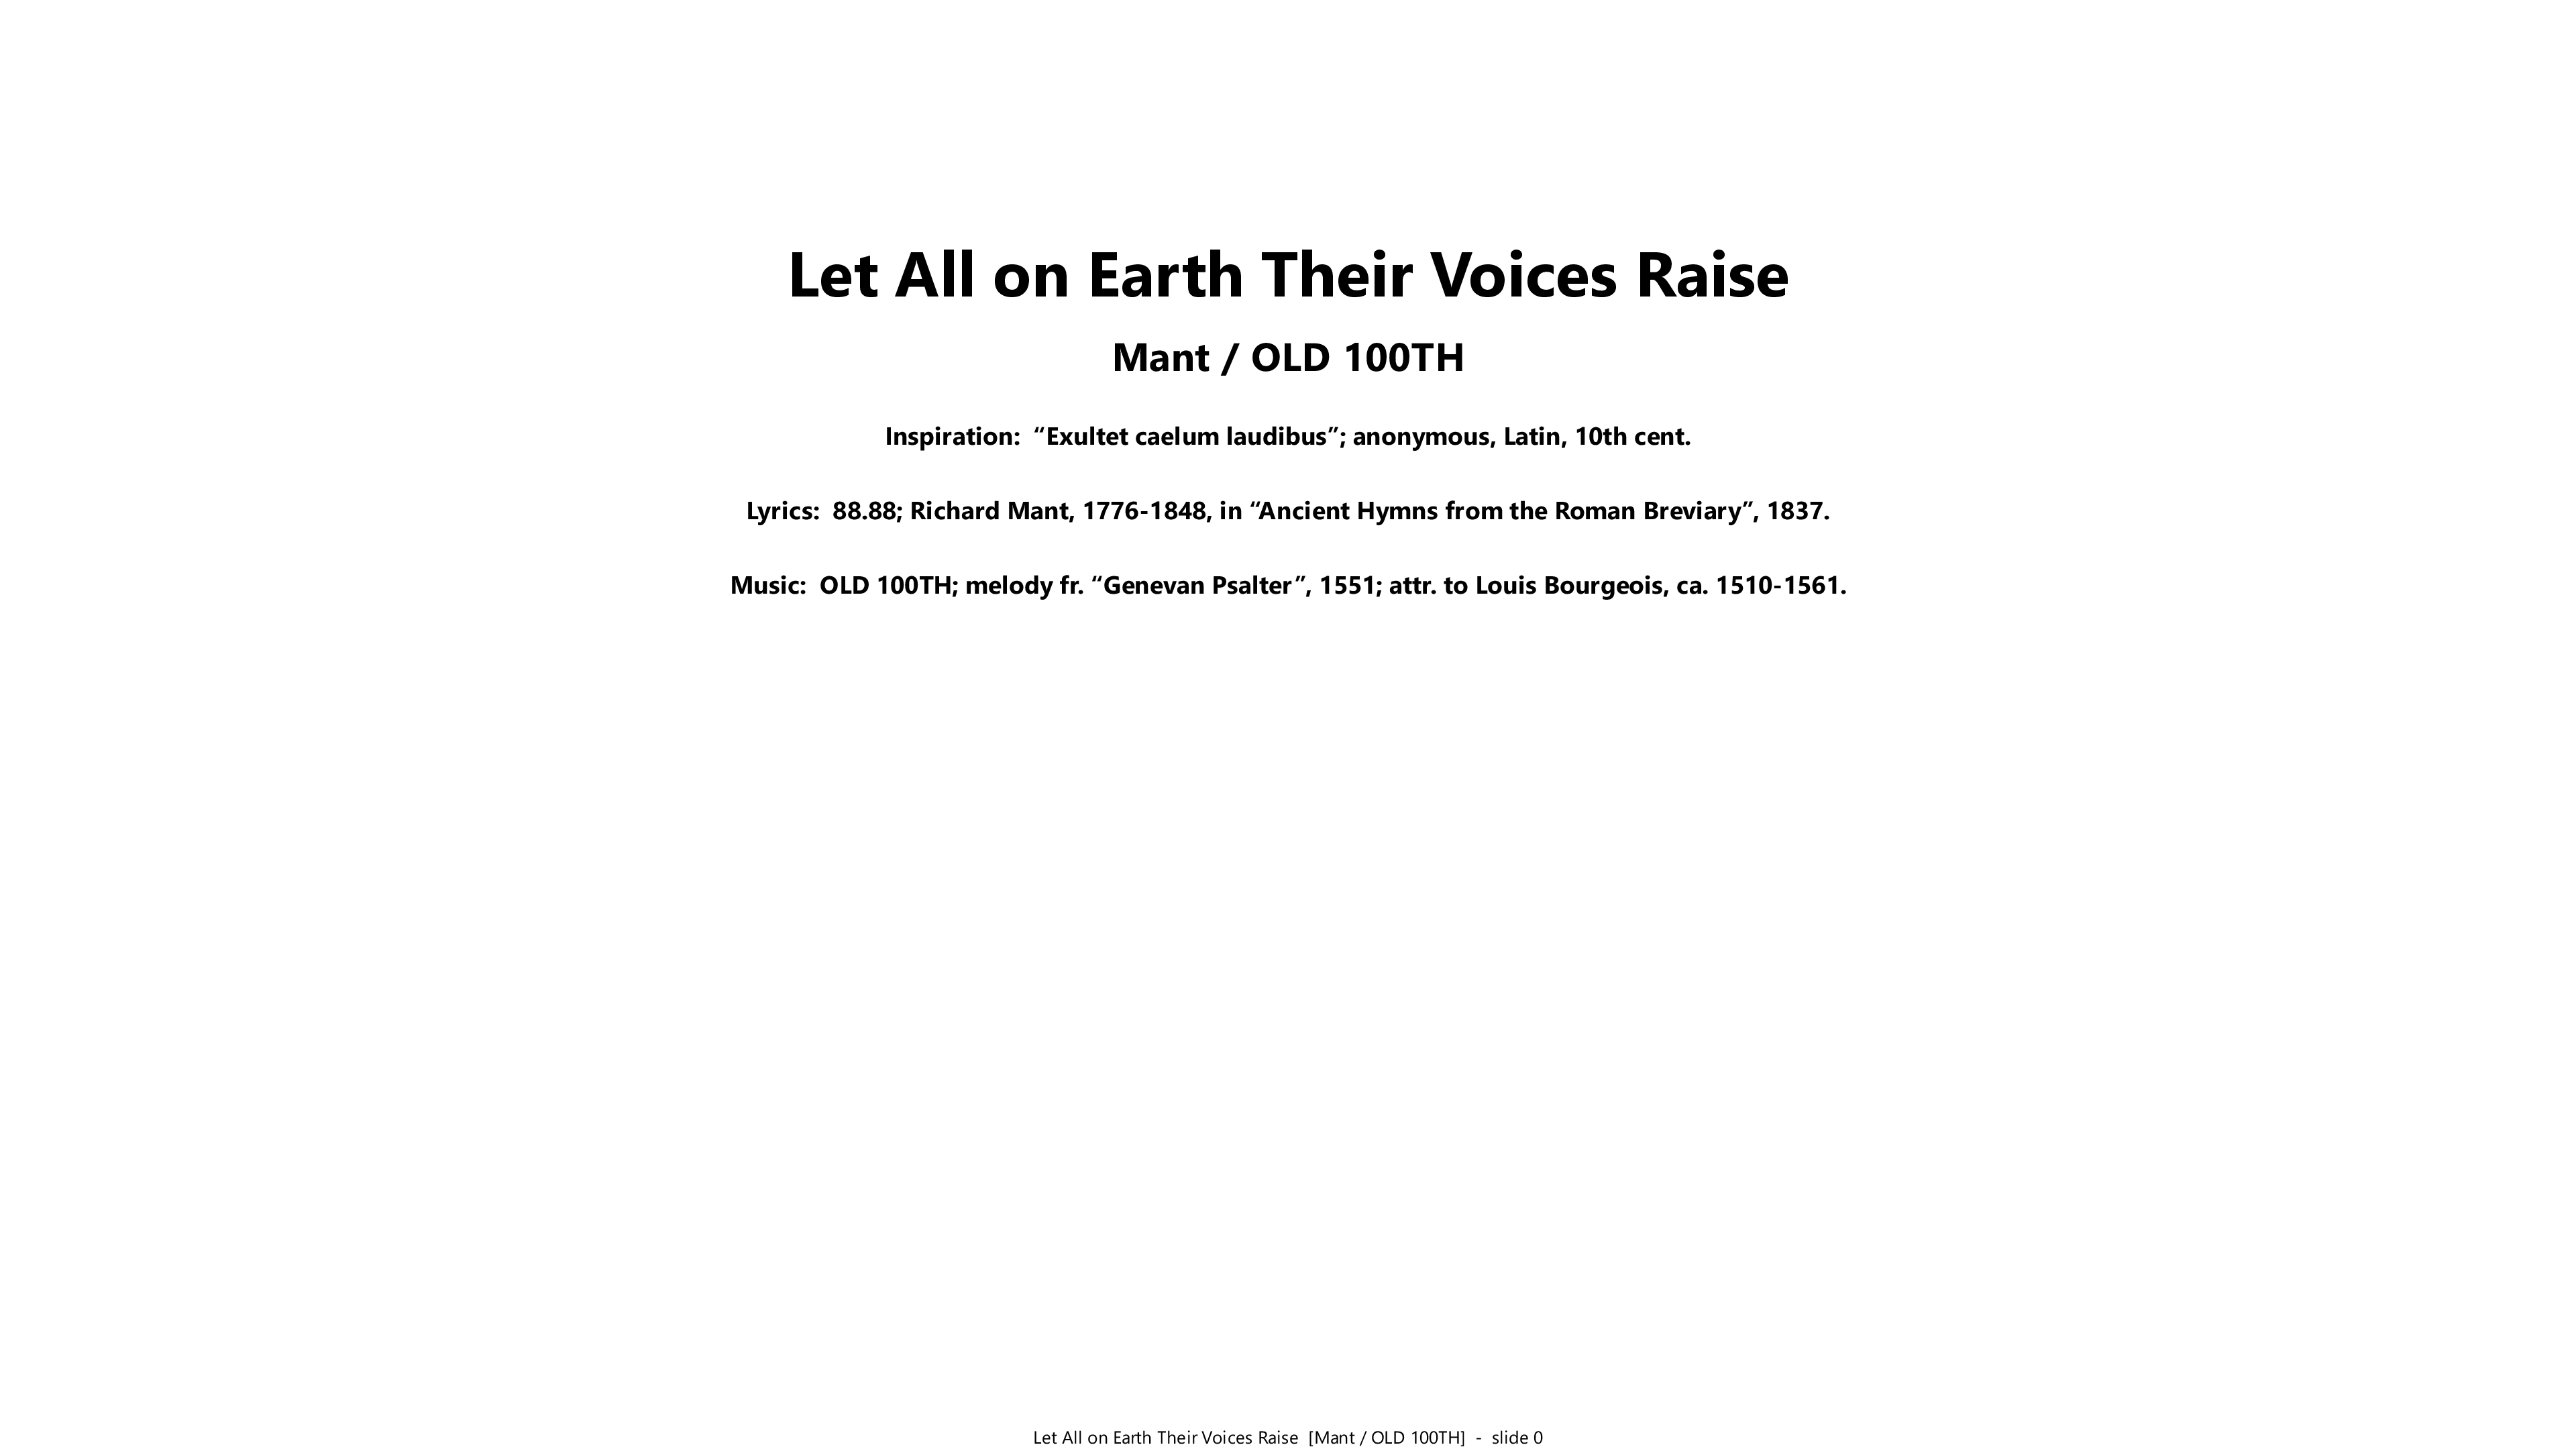 Let All on Earth Their Voices Raise
Mant / OLD 100TH
Inspiration:  “Exultet caelum laudibus”; anonymous, Latin, 10th cent.
Lyrics:  88.88; Richard Mant, 1776-1848, in “Ancient Hymns from the Roman Breviary”, 1837.
Music:  OLD 100TH; melody fr. “Genevan Psalter”, 1551; attr. to Louis Bourgeois, ca. 1510-1561.
Let All on Earth Their Voices Raise  [Mant / OLD 100TH]  -  slide 0